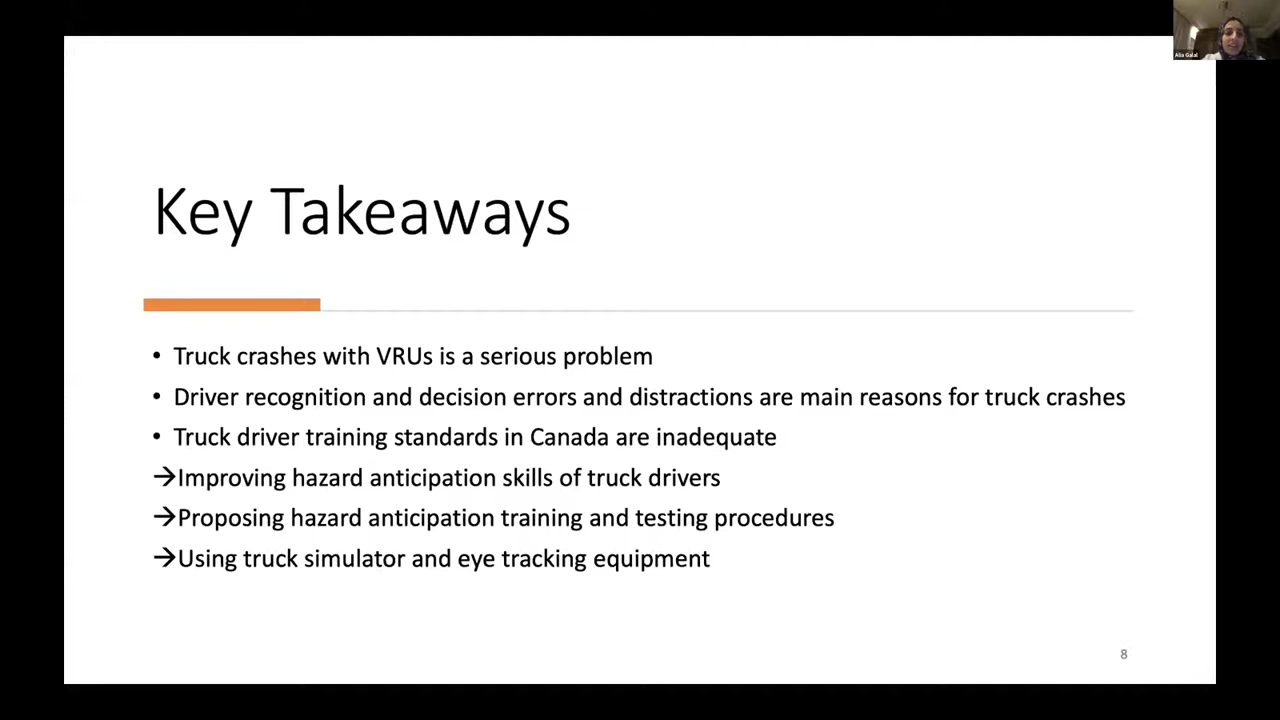 Alia Galal
Key Takeaways
• Truck crashes with VRUs is a serious problem
• Driver recognition and decision errors and distractions are main reasons for truck crashes
• Truck driver training standards in Canada are inadequate
→Improving hazard anticipation skills of truck drivers
→Proposing hazard anticipation training and testing procedures
→Using truck simulator and eye tracking equipment
8